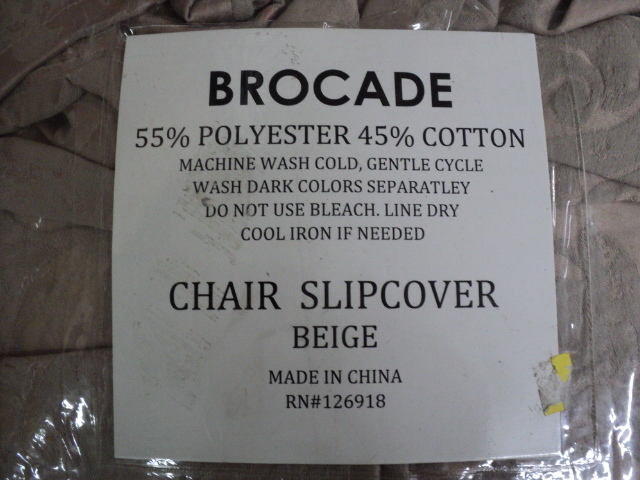 BROCADE
55% POLYESTER 45% COTTON
MACHINE WASH COLD, GENTLE CYCLE
WASH DARK COLORS SEPARATLEY
DO NOT USE BLEACH. LINE DRY
COOL IRON IF NEEDED
CHAIR SLIPCOVER
BEIGE
MADE IN CHINA
RN#126918